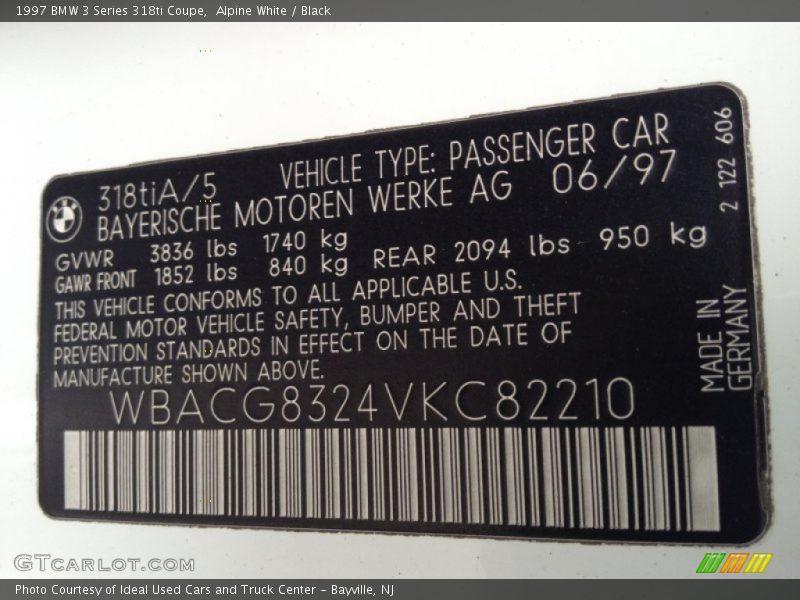 1997 BMW 3 Series 318ti Coupe, Alpine White / Black
318tiA/5 VEHICLE TYPE: PASSENGER CAR
BAYERISCHE MOTOREN WERKE AG 06/97
GVWR 3836 lbs 1740 kg
GAWR FRONT 1852 lbs 840 kg REAR 2094 lbs 950 kg
THIS VEHICLE CONFORMS TO ALL APPLICABLE U.S.
FEDERAL MOTOR VEHICLE SAFETY, BUMPER AND THEFT
PREVENTION STANDARDS IN EFFECT ON THE DATE OF
MANUFACTURE SHOWN ABOVE.
WBACG8324VKC82210
2 122 606
MADE IN
GERMANY
GTCARLOT.COM
Photo Courtesy of Ideal Used Cars and Truck Center – Bayville, NJ